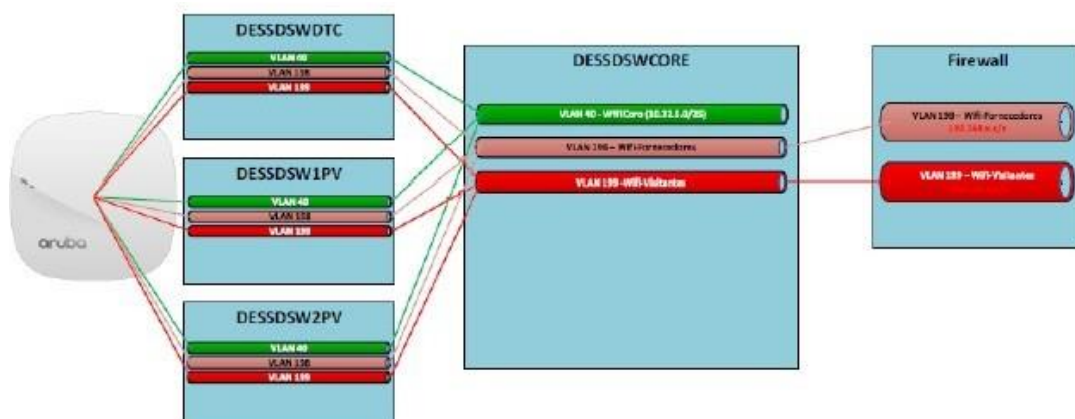 aruba
DESSDSWDTC
VLAN 40
VLAN 198
VLAN 199
DESSDSW1PV
VLAN 40
VLAN 198
VLAN 199
DESSDSW2PV
VLAN 40
VLAN 198
VLAN 199
DESSDSWCORE
VLAN 40 -
VLAN 198 – Wifi-Fornecedores
VLAN 199 -Wifi-Visitantes
Firewall
VLAN 198 – Wifi-Fornecedores
VLAN 199 – Wifi-Visitantes